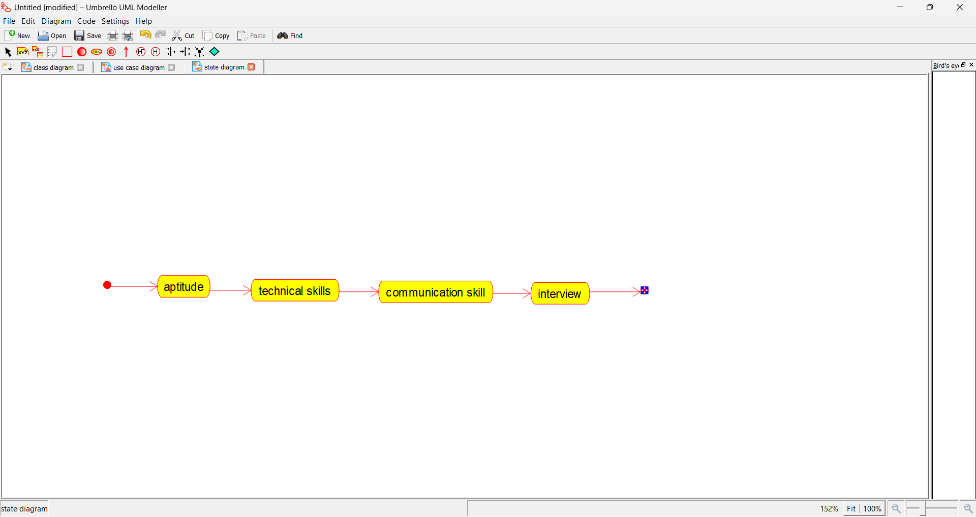 Untitled [modified] – Umbrello UML Modeller
File Edit Diagram Code Settings Help
New Open Save Cut Copy Paste Find
class diagram use case diagram state diagram Bird's ey
aptitude technical skills communication skill interview
state diagram 152% Fit 100%